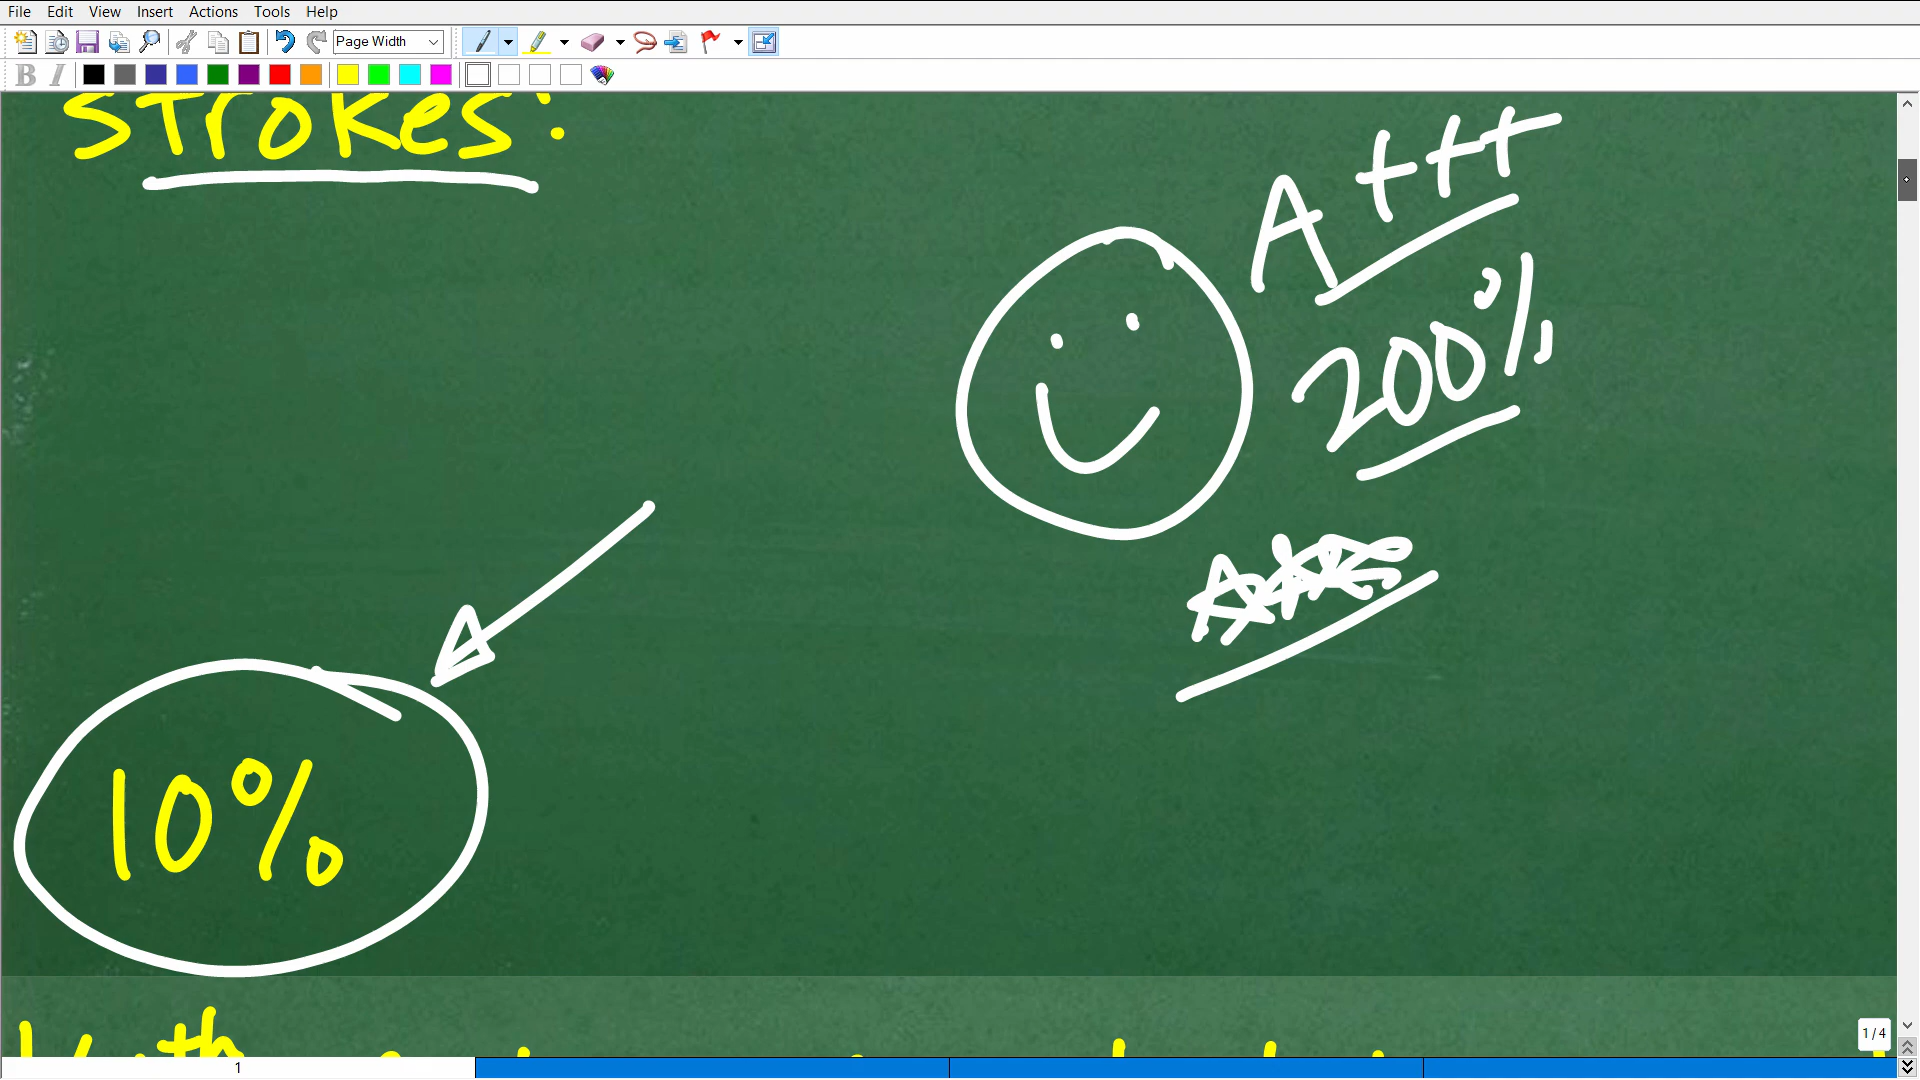 File Edit View Insert Actions Tools Help
Page Width
B I
strokes:
A+++
200%
10%
1/4
1